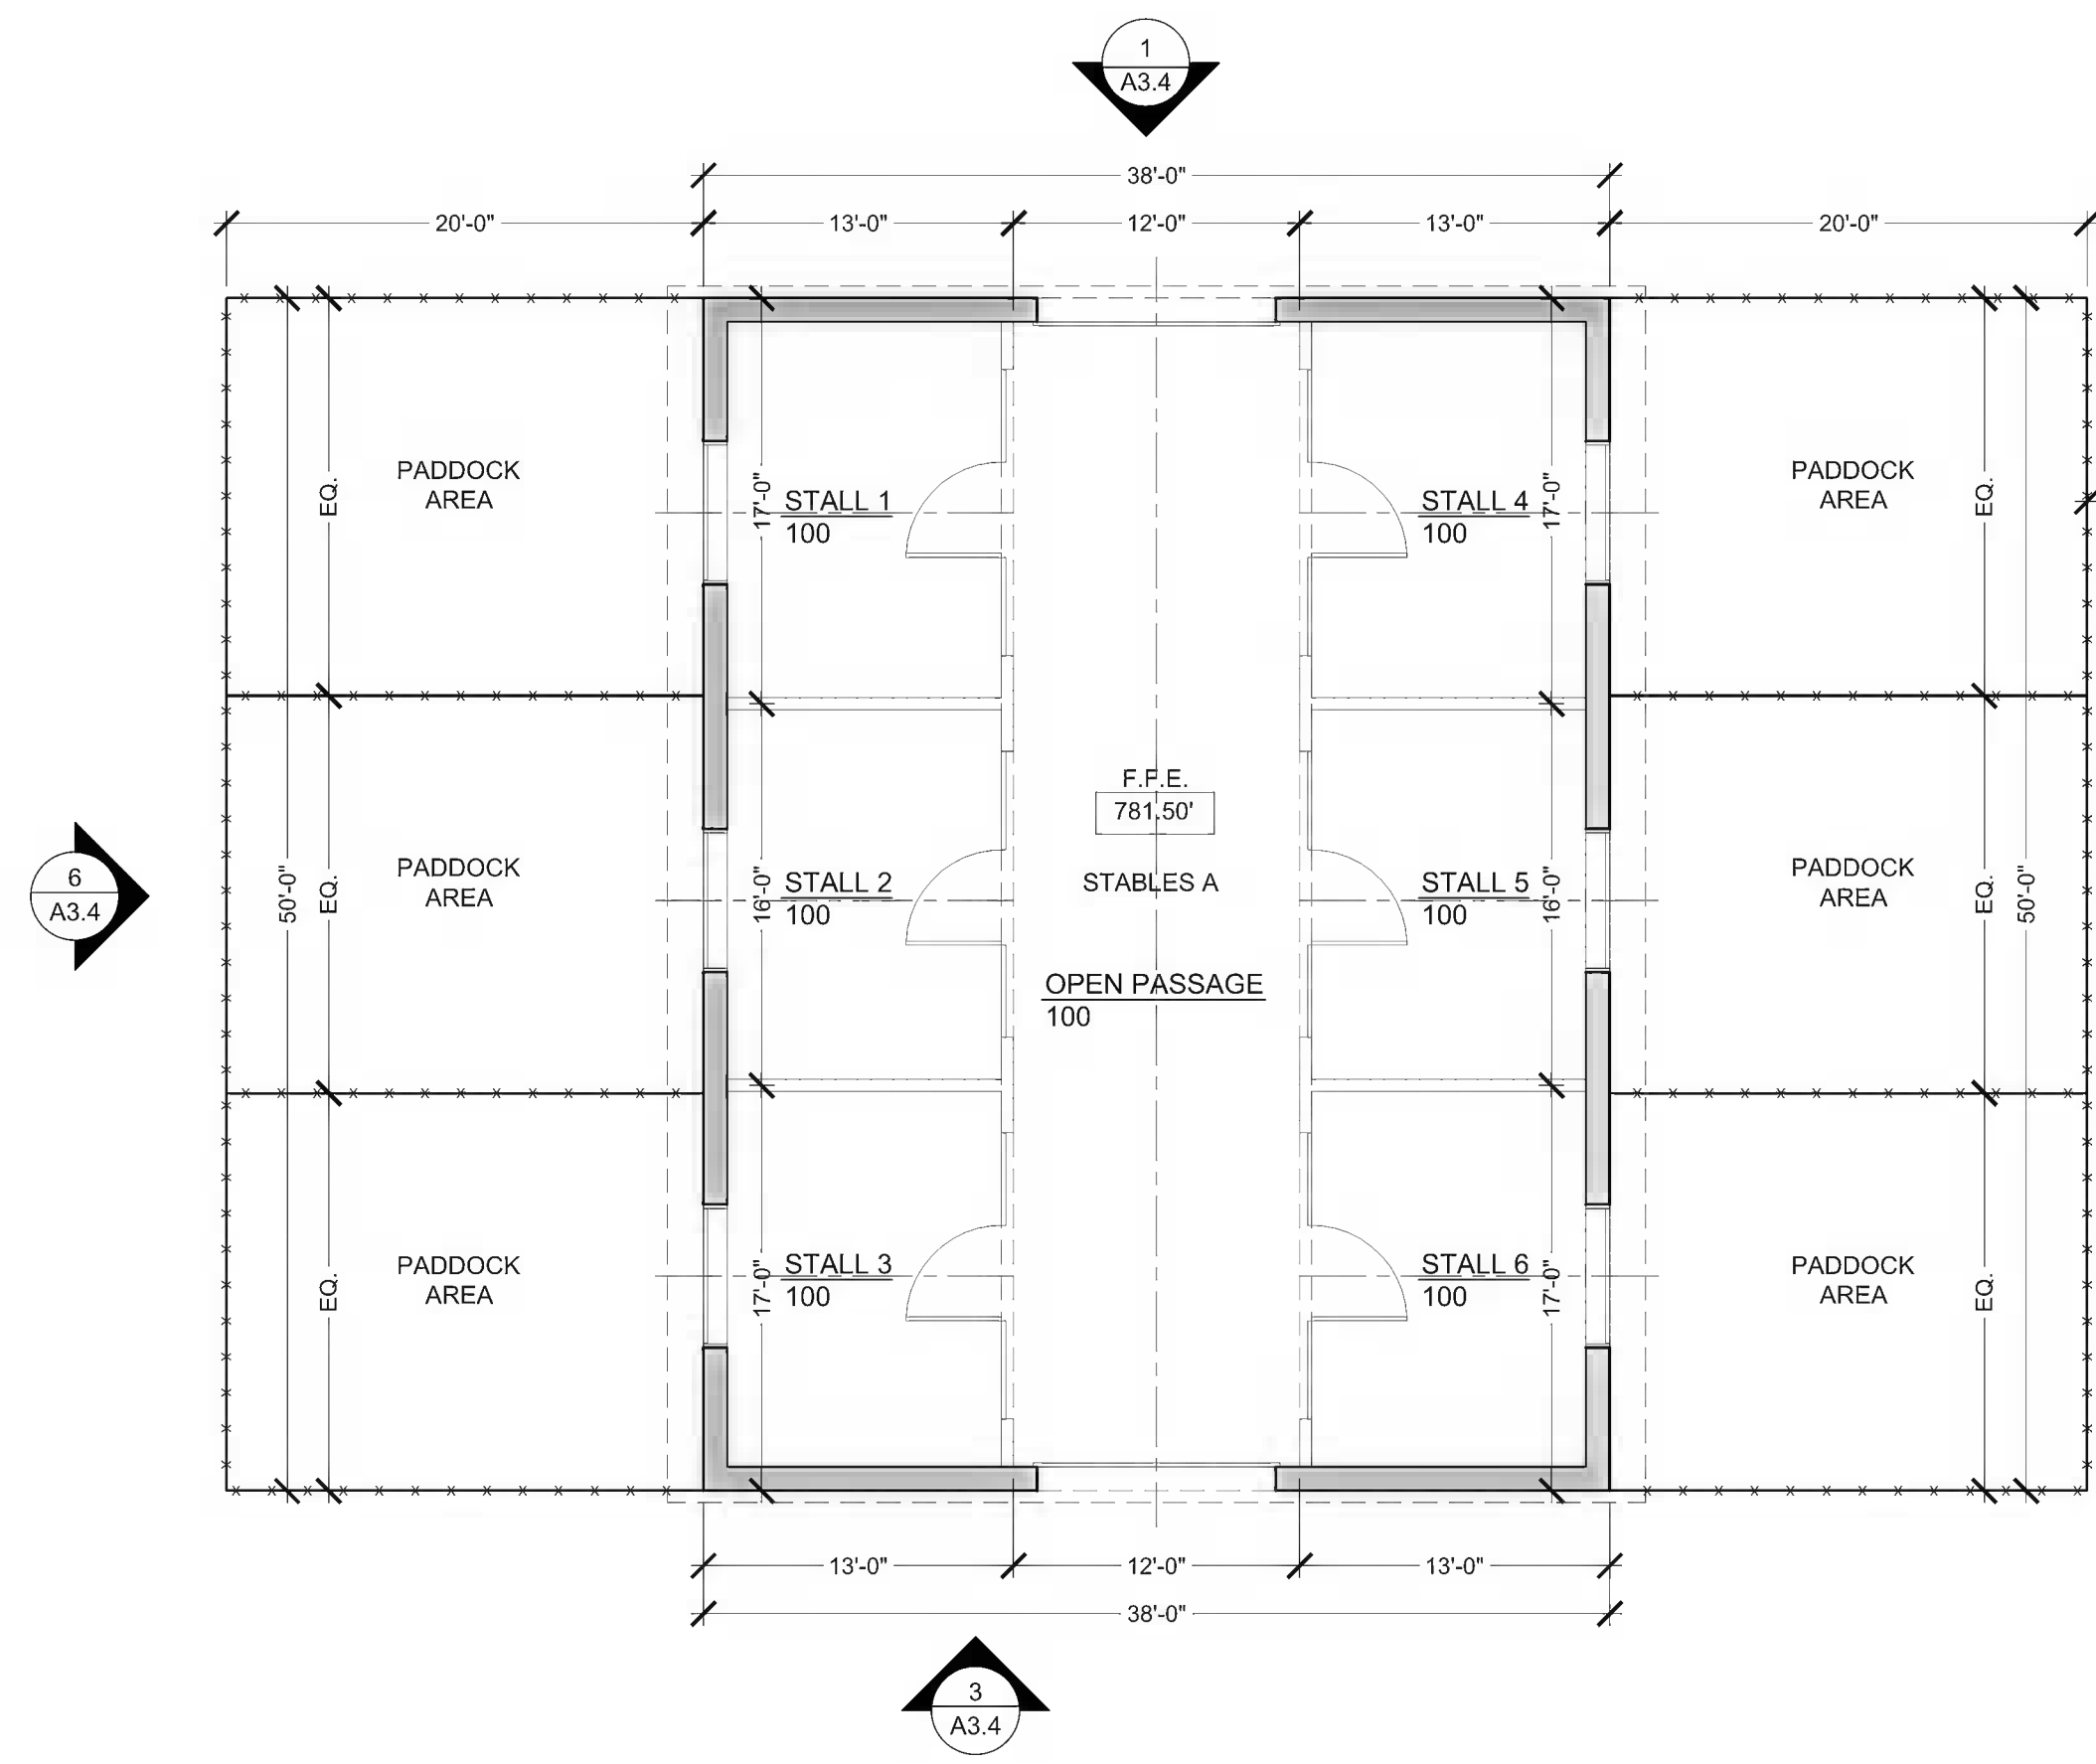 1
A3.4
38'-0"
20'-0"
13'-0"
12'-0"
13'-0"
20'-0"
EQ.
PADDOCK
AREA
17'-0"
STALL 1
100
STALL 4
100
17'-0"
PADDOCK
AREA
EQ.
F.F.E.
781.50'
6
A3.4
50'-0"
EQ.
PADDOCK
AREA
16'-0"
STALL 2
100
STABLES A
STALL 5
100
16'-0"
PADDOCK
AREA
EQ.
50'-0"
OPEN PASSAGE
100
EQ.
PADDOCK
AREA
17'-0"
STALL 3
100
STALL 6
100
17'-0"
PADDOCK
AREA
EQ.
13'-0"
12'-0"
13'-0"
38'-0"
3
A3.4